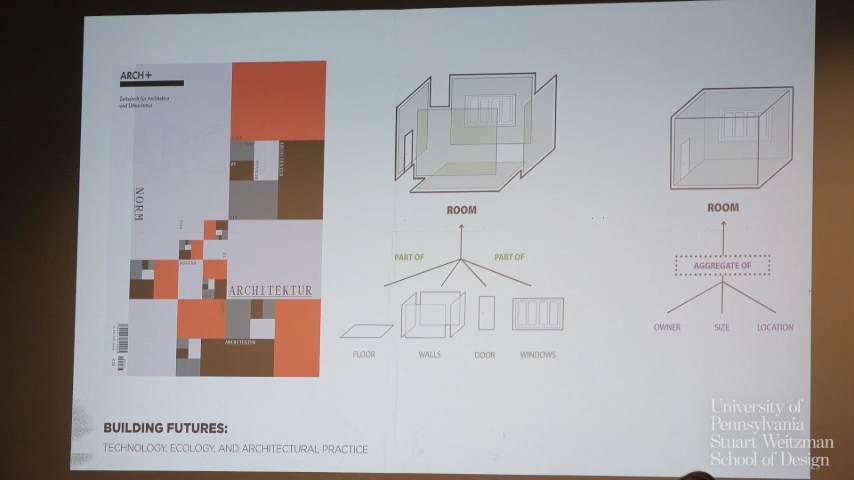 ARCH+
Zeitschrift für Architektur
und Urbanismus
NORM
ARCHITEKTUR
ARCHITEKTUR
ARCHITEKTUR
ROOM
PART OF
PART OF
FLOOR
WALLS
DOOR
WINDOWS
ROOM
AGGREGATE OF
OWNER
SIZE
LOCATION
BUILDING FUTURES:
TECHNOLOGY, ECOLOGY, AND ARCHITECTURAL PRACTICE
University of
Pennsylvania
Stuart Weitzman
School of Design